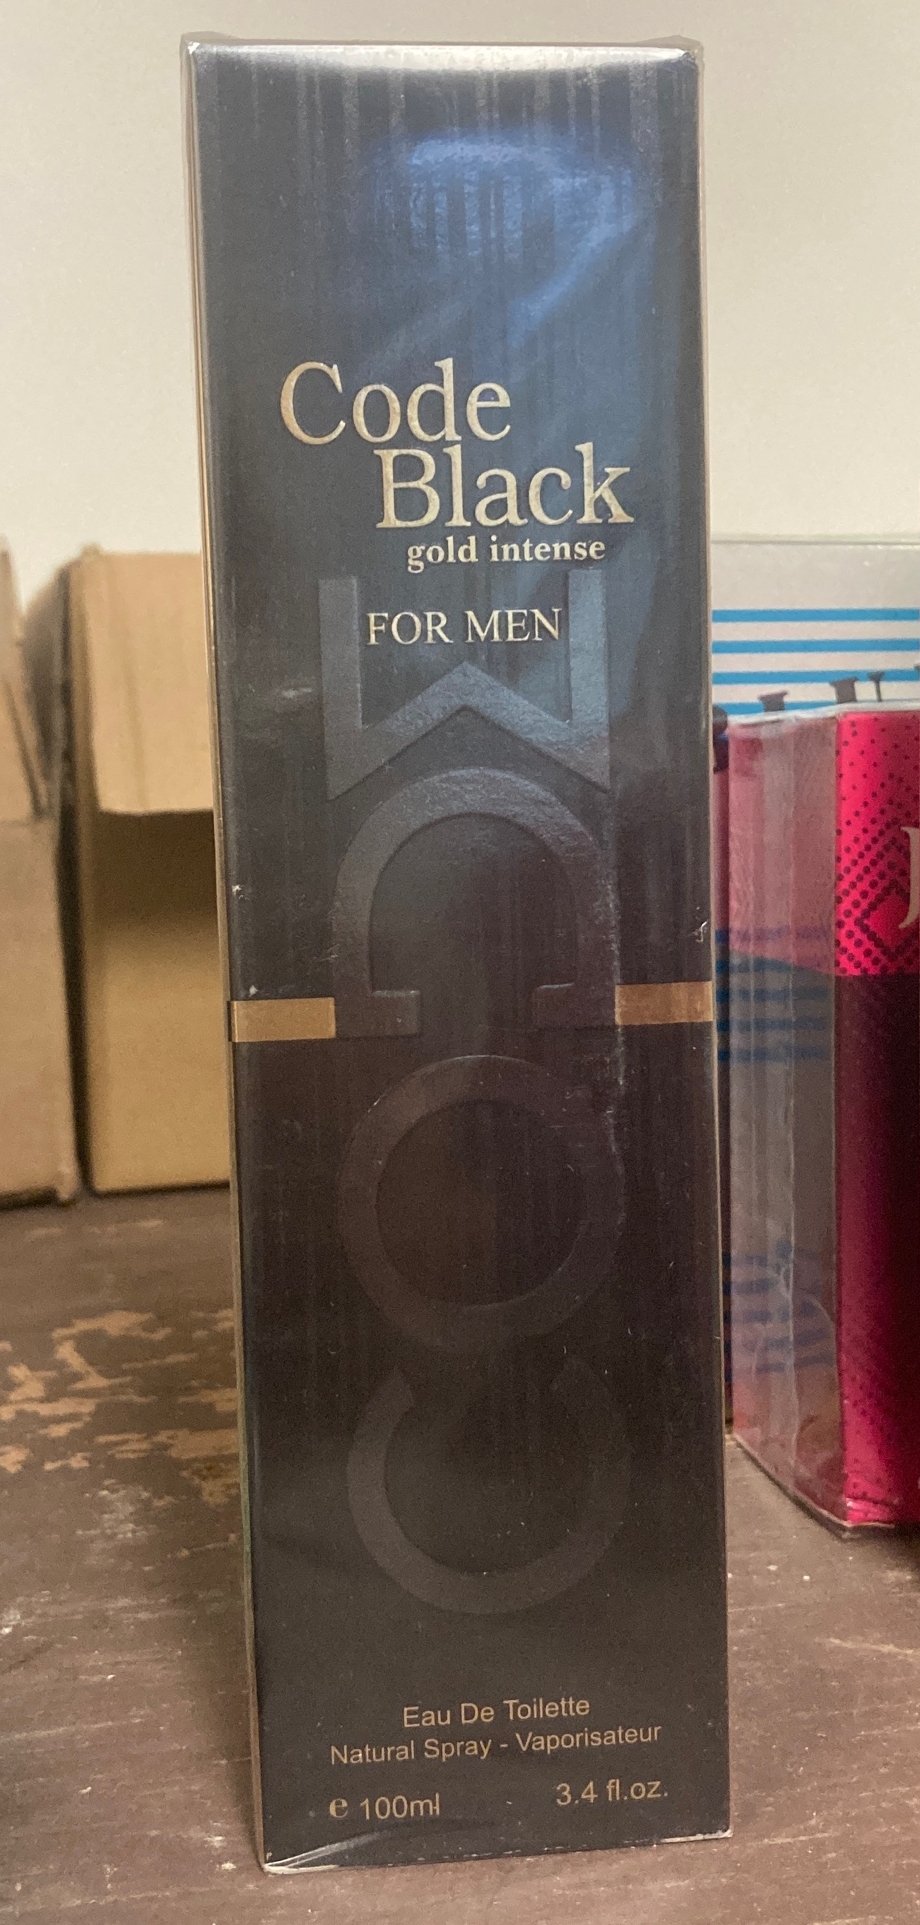 Code
Black
gold intense
FOR MEN
Eau De Toilette
Natural Spray - Vaporisateur
e 100ml 3.4 fl.oz.